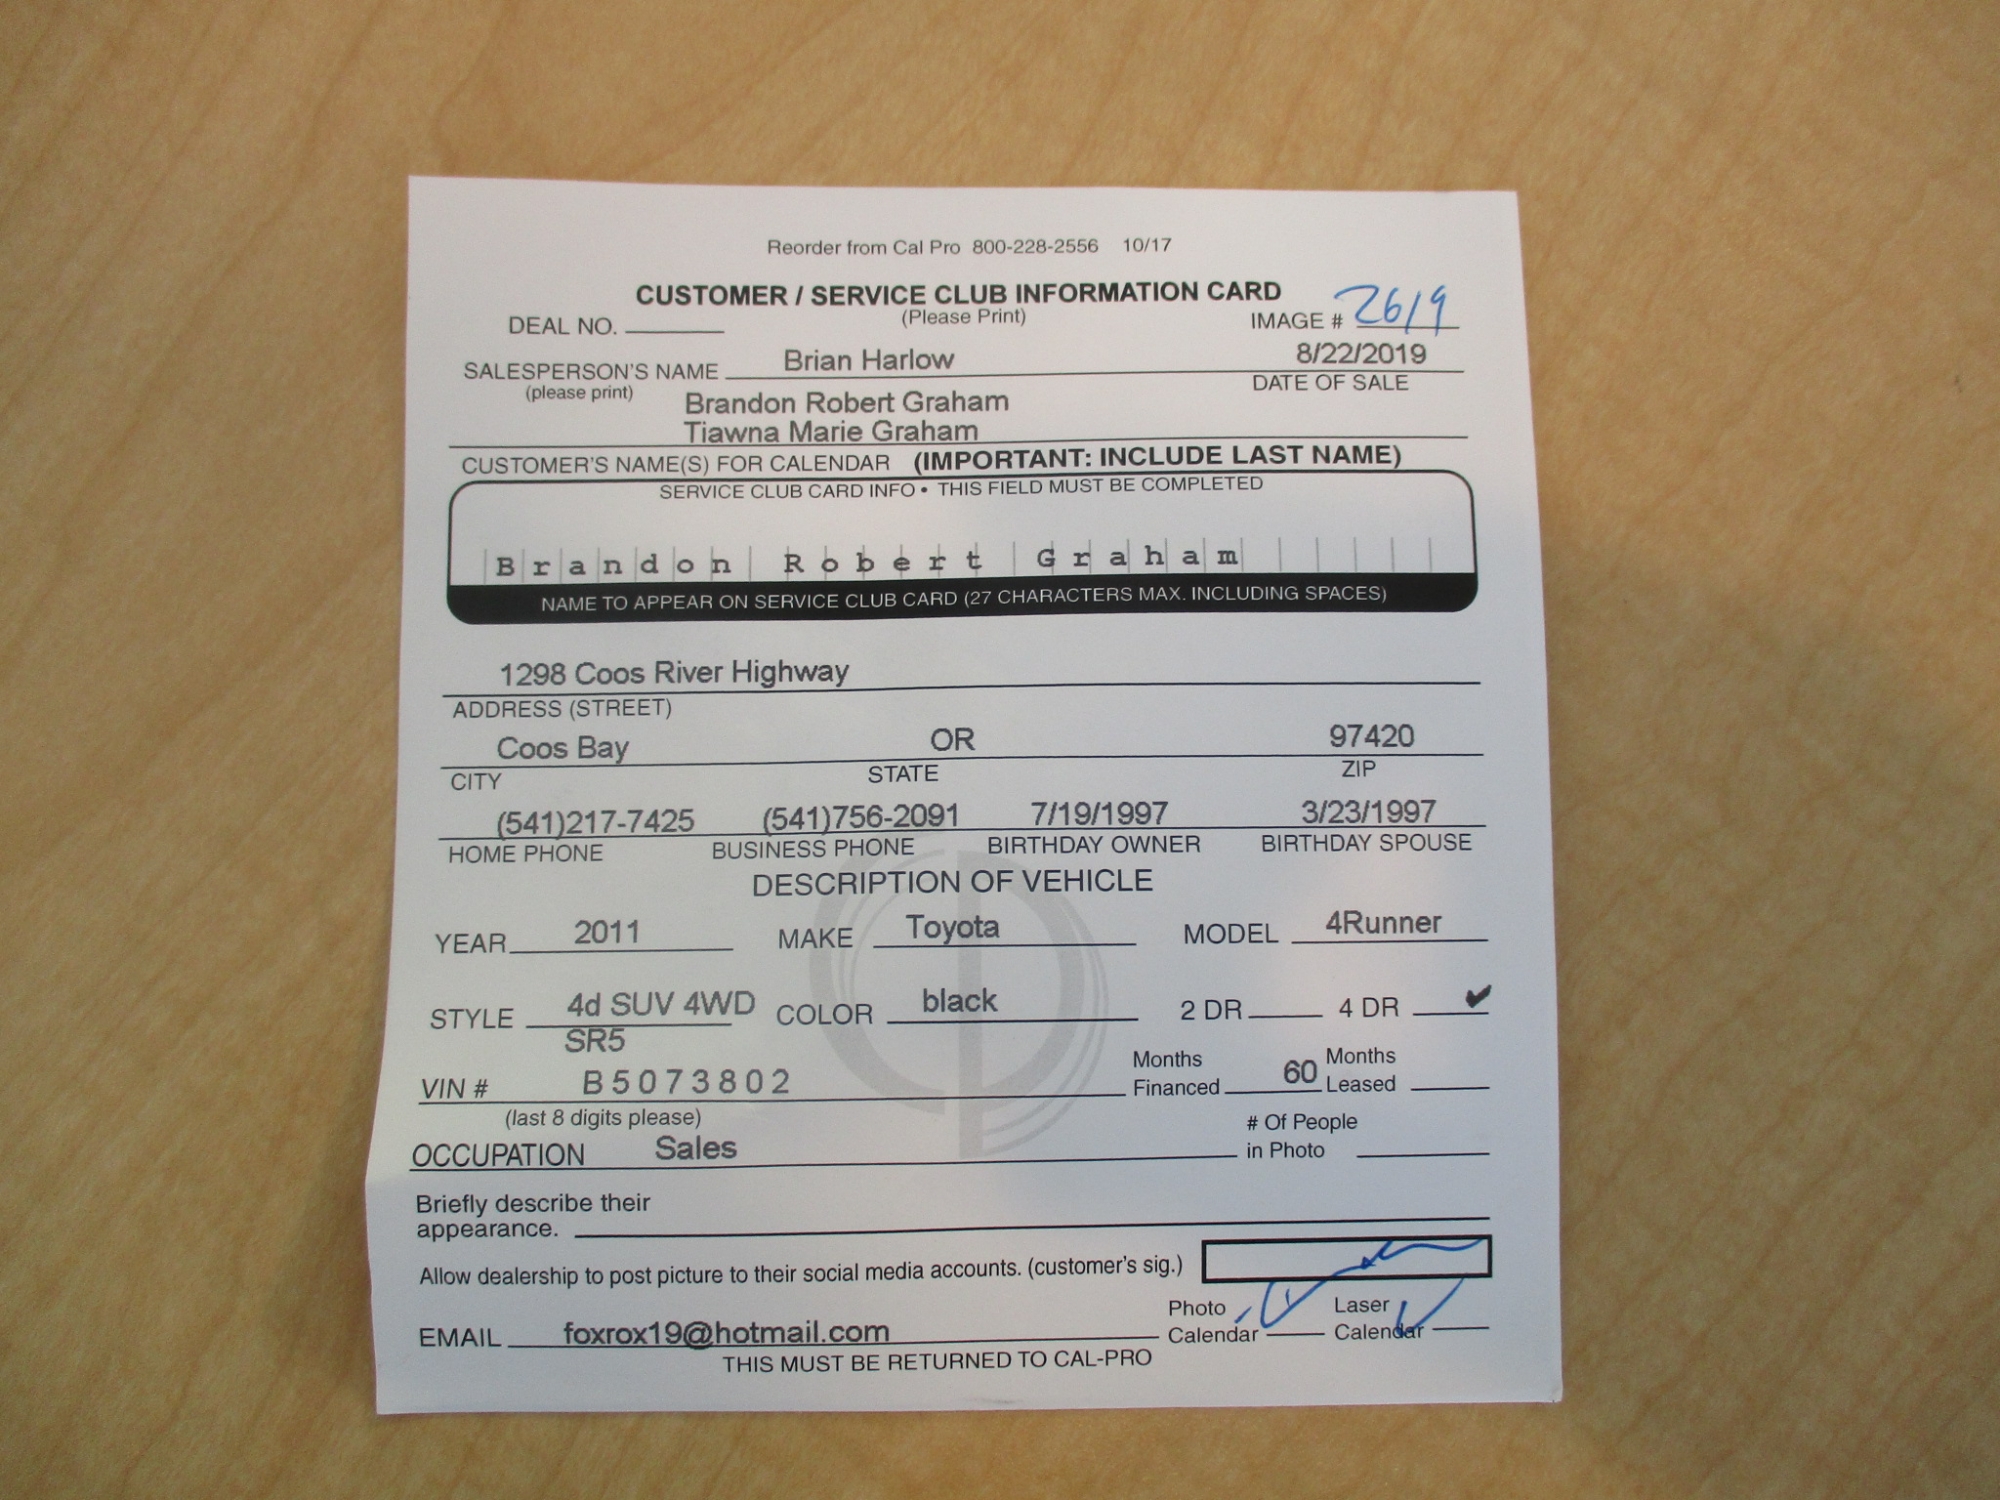 Reorder from Cal Pro 800-228-2556 10/17
CUSTOMER / SERVICE CLUB INFORMATION CARD
(Please Print)
DEAL NO.
IMAGE # 2619
SALESPERSON'S NAME Brian Harlow 8/22/2019
(please print) DATE OF SALE
Brandon Robert Graham
Tiawna Marie Graham
CUSTOMER'S NAME(S) FOR CALENDAR (IMPORTANT: INCLUDE LAST NAME)
SERVICE CLUB CARD INFO • THIS FIELD MUST BE COMPLETED
Brandon Robert Graham
NAME TO APPEAR ON SERVICE CLUB CARD (27 CHARACTERS MAX. INCLUDING SPACES)
1298 Coos River Highway
ADDRESS (STREET)
Coos Bay OR 97420
CITY STATE ZIP
(541)217-7425 (541)756-2091 7/19/1997 3/23/1997
HOME PHONE BUSINESS PHONE BIRTHDAY OWNER BIRTHDAY SPOUSE
DESCRIPTION OF VEHICLE
YEAR 2011 MAKE Toyota MODEL 4Runner
STYLE 4d SUV 4WD COLOR black 2 DR 4 DR ✔
SR5
VIN # B5073802 Months Financed 60 Months Leased
(last 8 digits please)
OCCUPATION Sales # Of People in Photo
Briefly describe their
appearance.
Allow dealership to post picture to their social media accounts. (customer's sig.)
EMAIL foxrox19@hotmail.com Photo Calendar Laser Calendar
THIS MUST BE RETURNED TO CAL-PRO